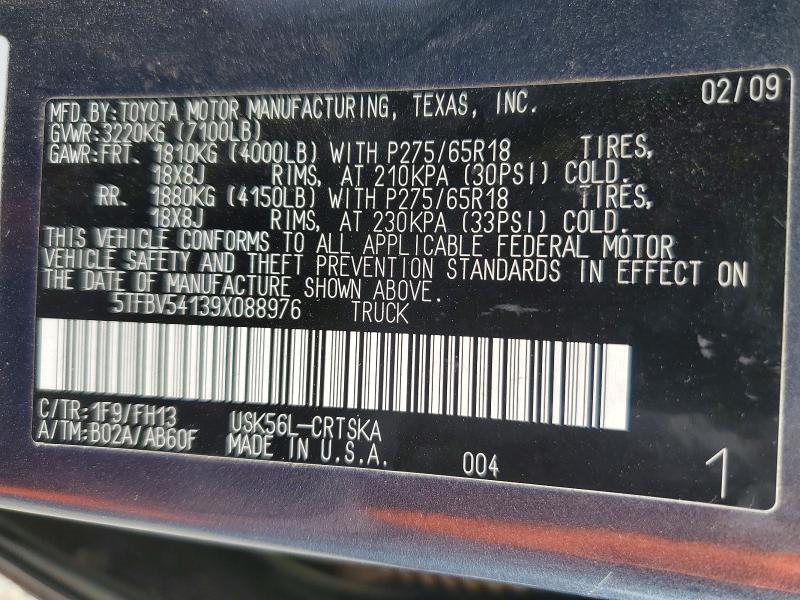 MFD.BY:TOYOTA MOTOR MANUFACTURING, TEXAS, INC. 02/09
GVWR:3220KG (7100LB)
GAWR:FRT. 1810KG (4000LB) WITH P275/65R18 TIRES,
18X8J RIMS, AT 210KPA (30PSI) COLD.
RR. 1880KG (4150LB) WITH P275/65R18 TIRES,
18X8J RIMS, AT 230KPA (33PSI) COLD.
THIS VEHICLE CONFORMS TO ALL APPLICABLE FEDERAL MOTOR
VEHICLE SAFETY AND THEFT PREVENTION STANDARDS IN EFFECT ON
THE DATE OF MANUFACTURE SHOWN ABOVE.
5TFBV54139X088976 TRUCK
C/TR:1F9/FH13 USK56L-CRTSKA
A/TM:B02A/AB60F MADE IN U.S.A. 004 1